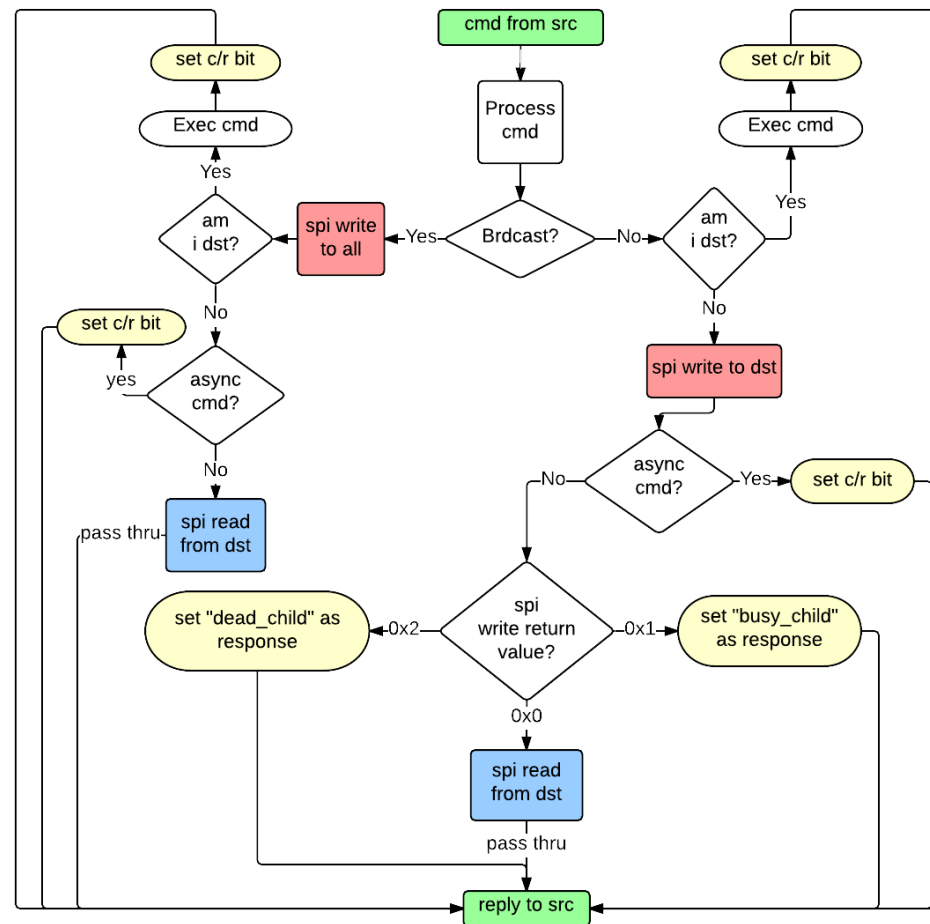 cmd from src
set c/r bit
set c/r bit
Process
cmd
Exec cmd
Exec cmd
Yes
Yes
am
i dst?
spi write
to all
Yes
Brdcast?
No
am
i dst?
No
No
set c/r bit
spi write to dst
yes
async
cmd?
No
No
async
cmd?
Yes
set c/r bit
pass thru
spi read
from dst
set "dead_child" as
response
0x2
spi
write return
value?
0x1
set "busy_child"
as response
0x0
spi read
from dst
pass thru
reply to src